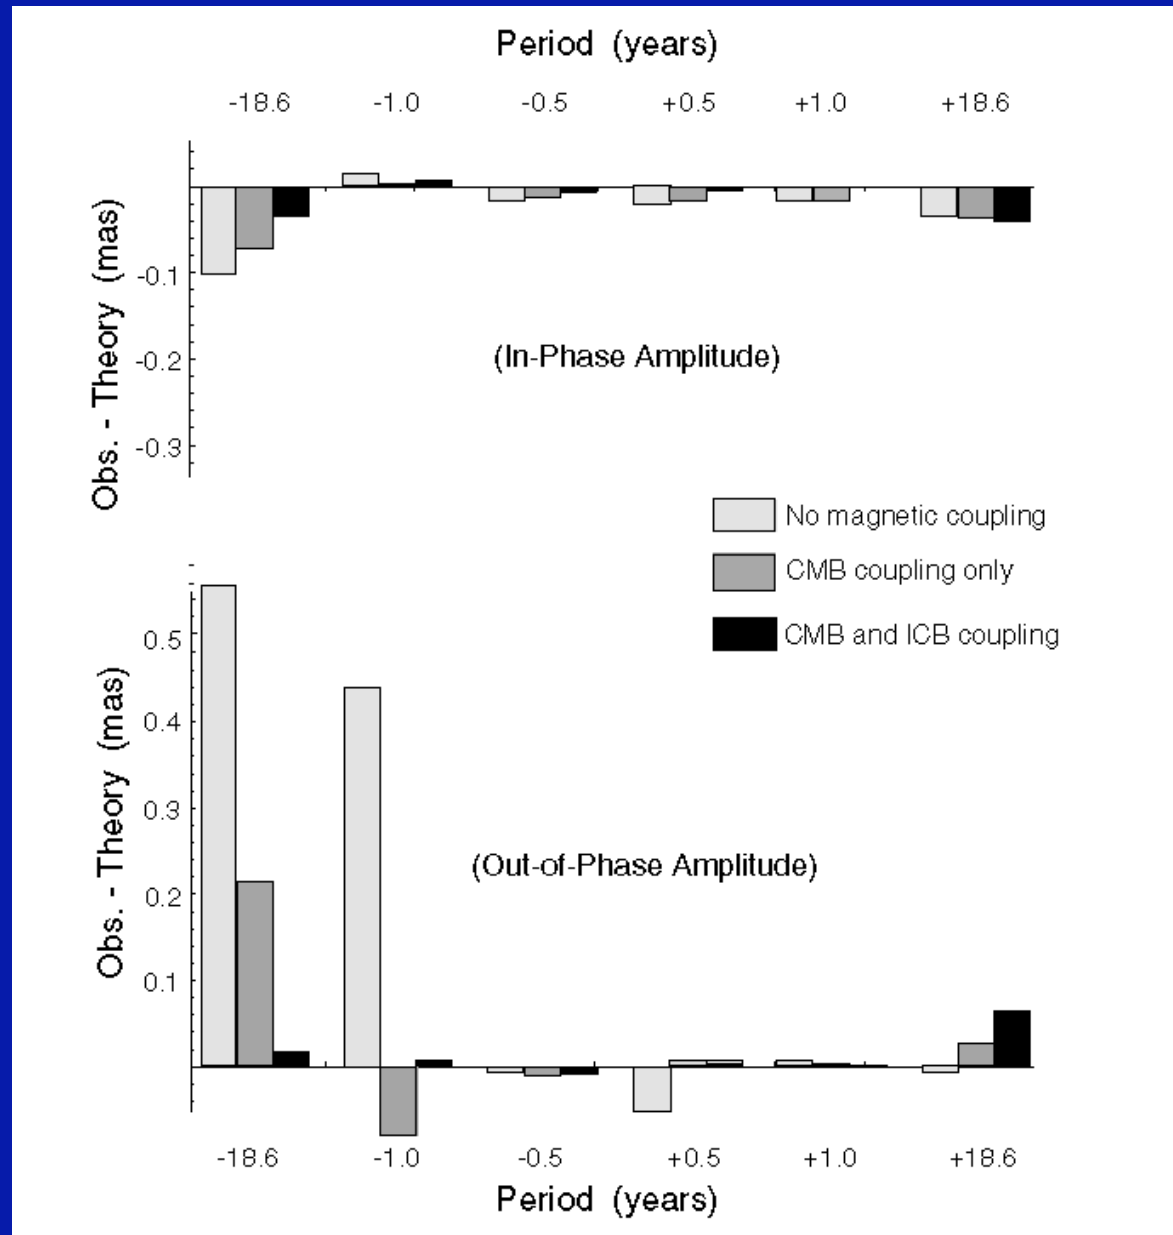 Period (years)
-18.6 -1.0 -0.5 +0.5 +1.0 +18.6
Obs. - Theory (mas)
-0.1
-0.2
-0.3
(In-Phase Amplitude)
No magnetic coupling
CMB coupling only
CMB and ICB coupling
Obs. - Theory (mas)
0.5
0.4
0.3
0.2
0.1
(Out-of-Phase Amplitude)
-18.6 -1.0 -0.5 +0.5 +1.0 +18.6
Period (years)